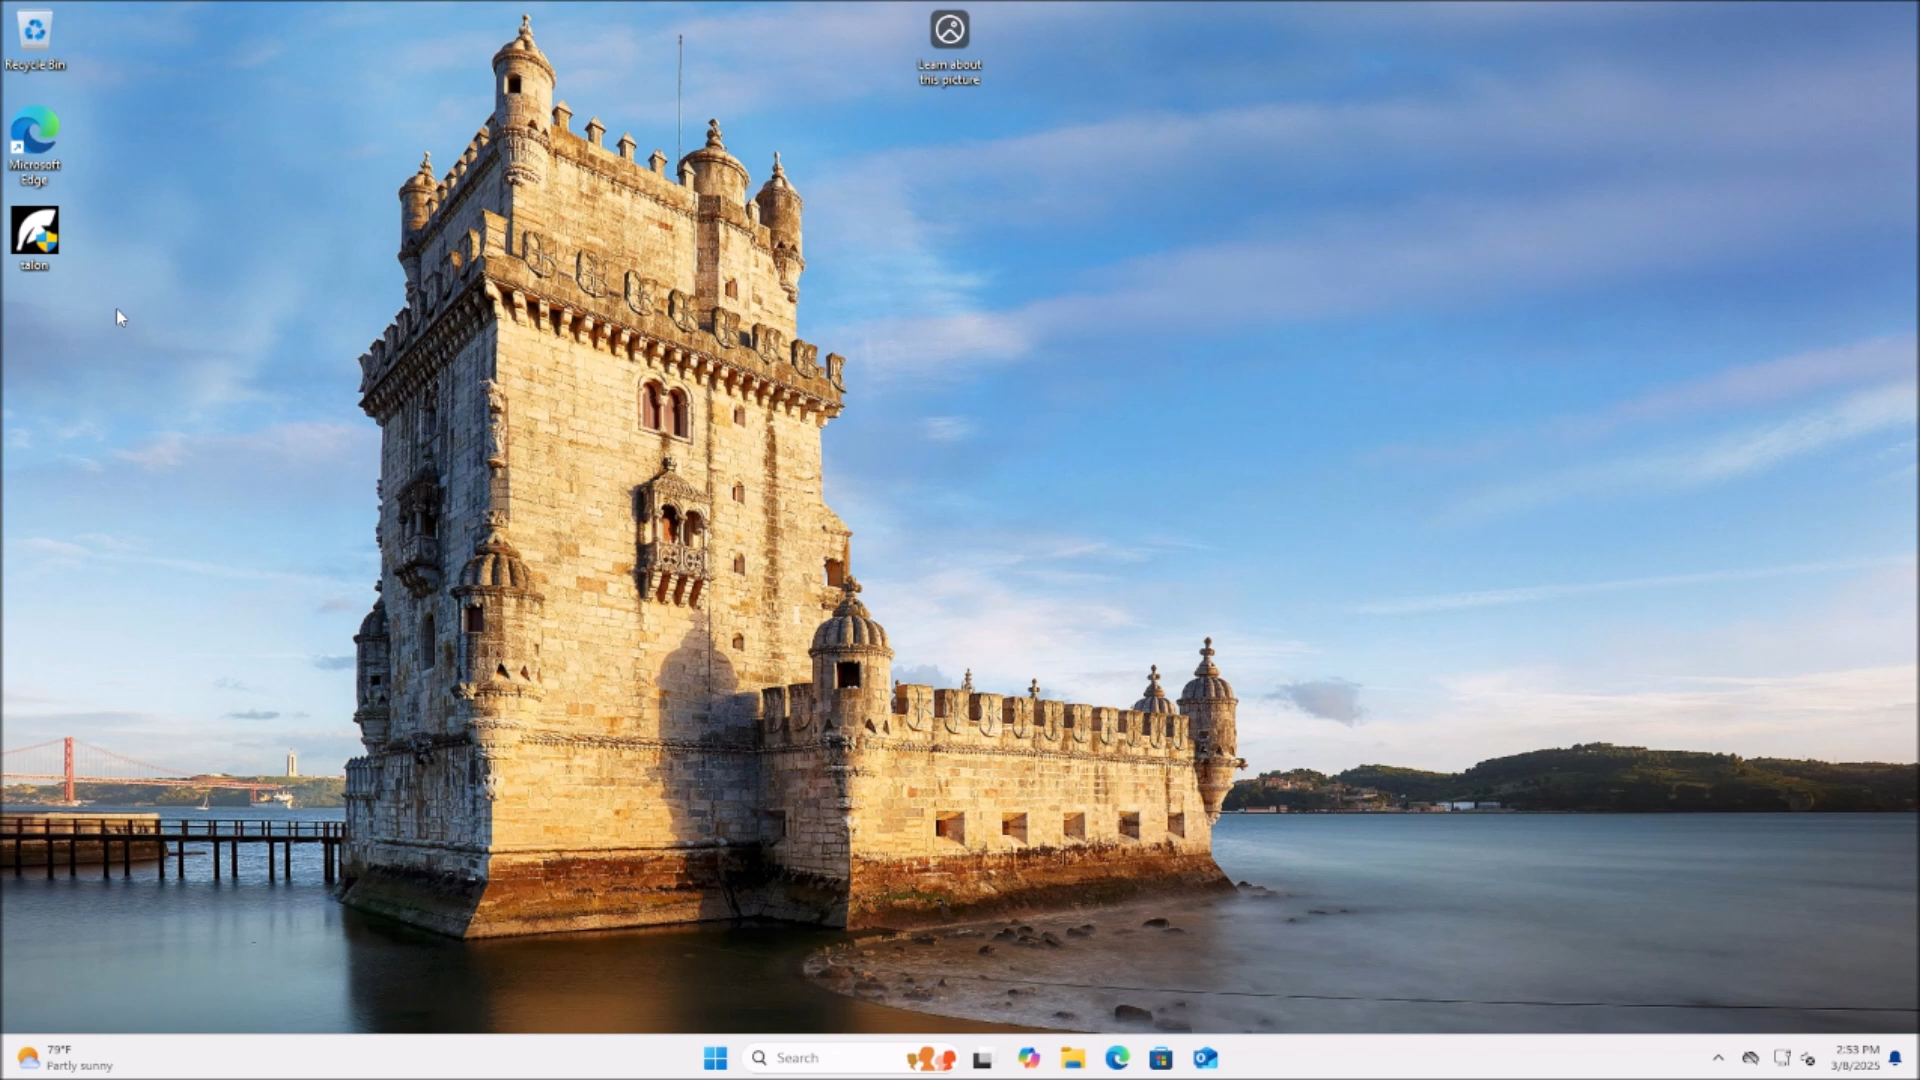 Recycle Bin
Learn about
this picture
Microsoft
Edge
talon
79°F
Partly sunny
Search
2:53 PM
3/8/2025